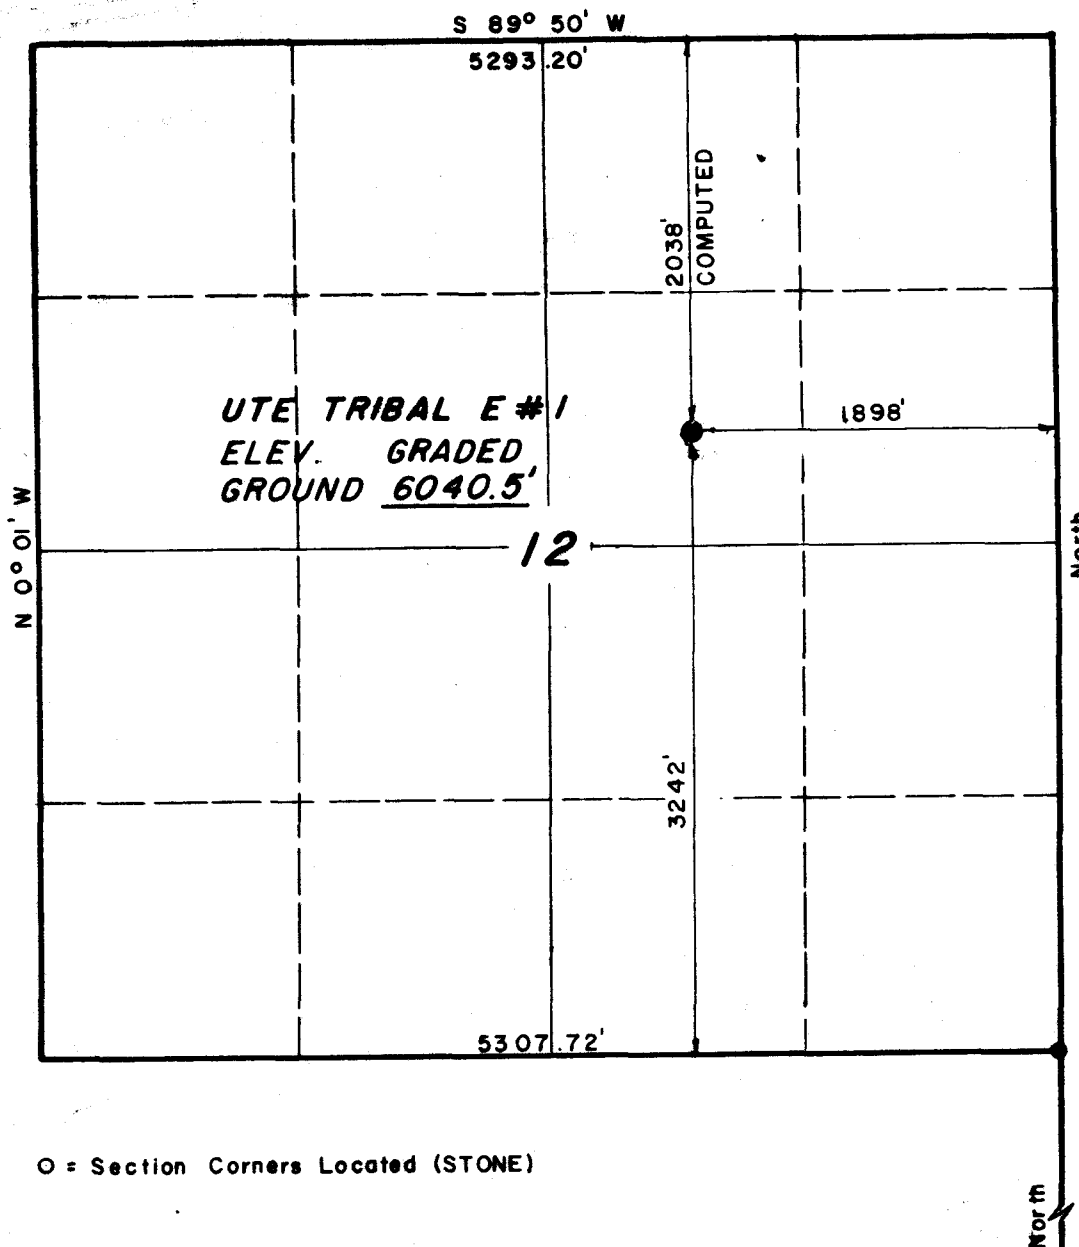 S 89° 50' W
5293.20'
2038'
COMPUTED
1898'
UTE TRIBAL E #1
ELEV. GRADED
GROUND 6040.5'
N 0° 01' W
12
North
3242'
5307.72'
O = Section Corners Located (STONE)
North